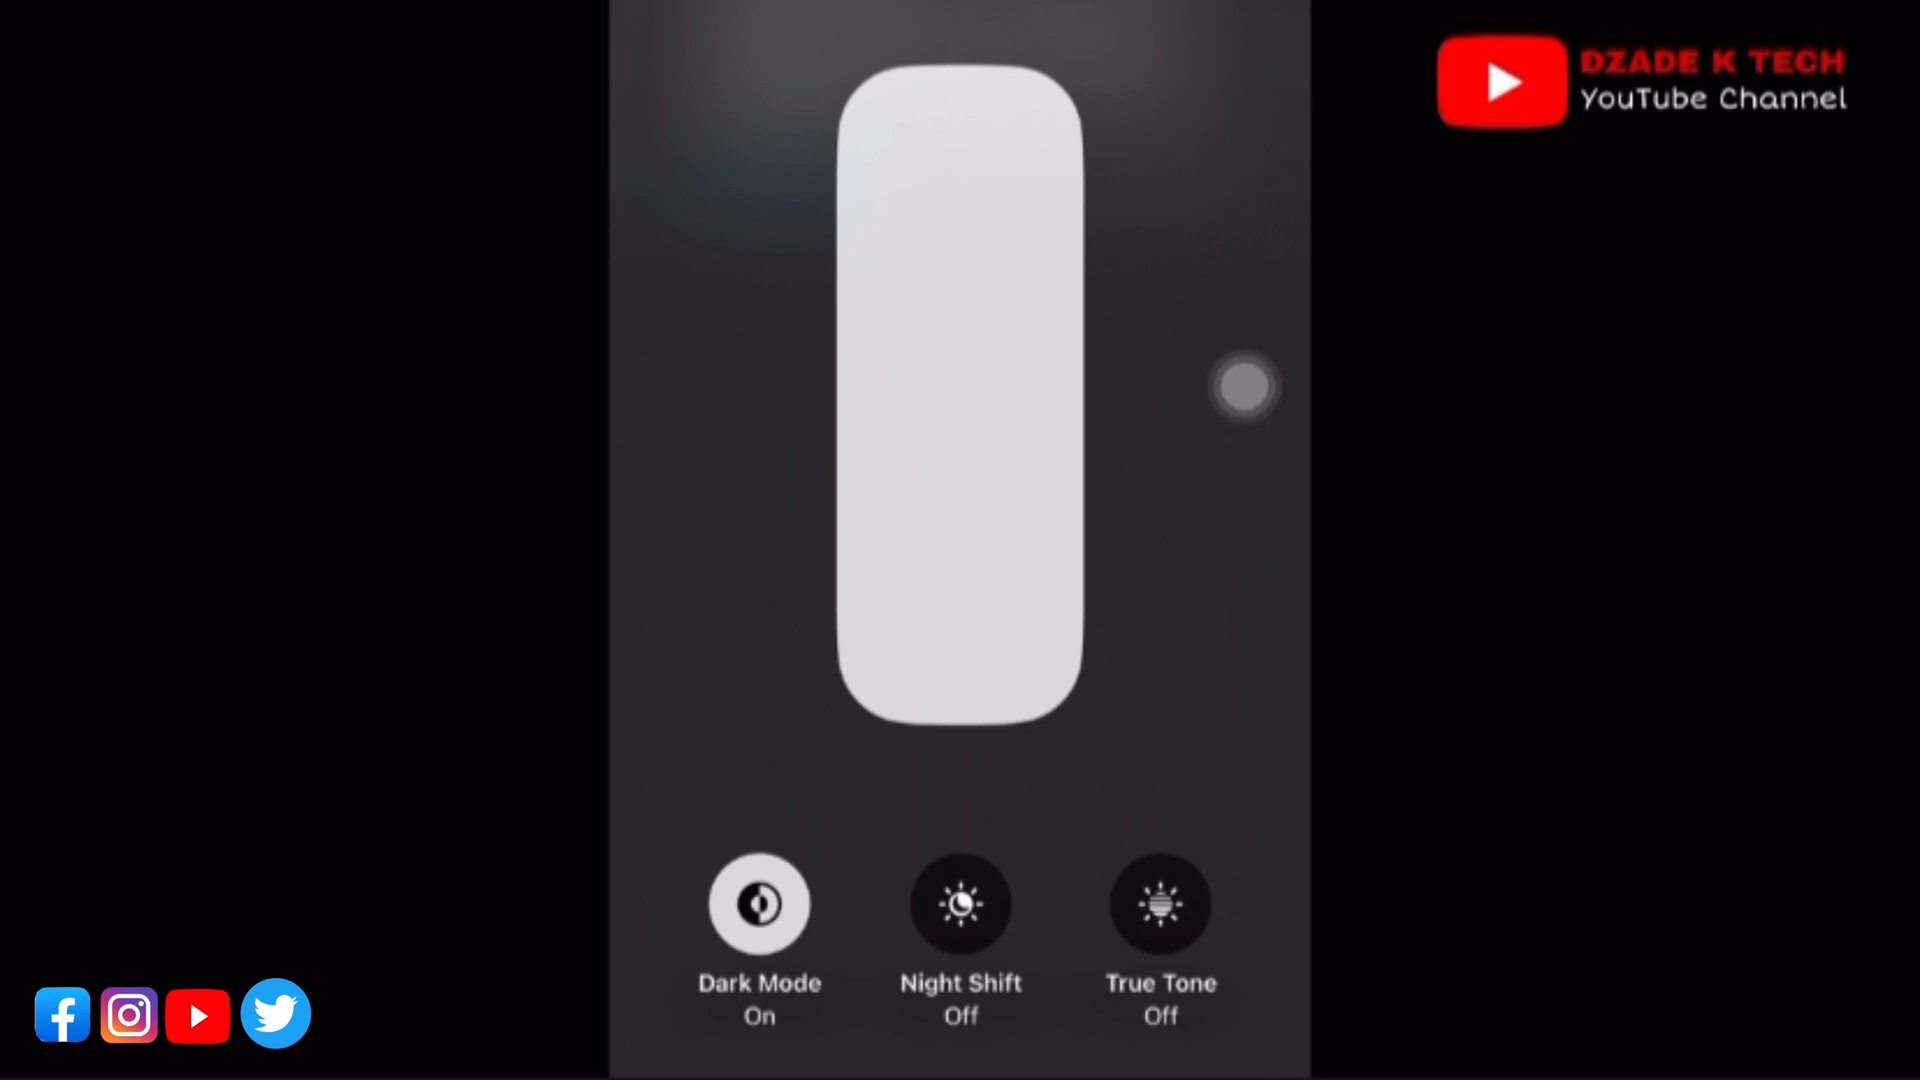 DZADE K TECH
YouTube Channel
Dark Mode
On
Night Shift
Off
True Tone
Off